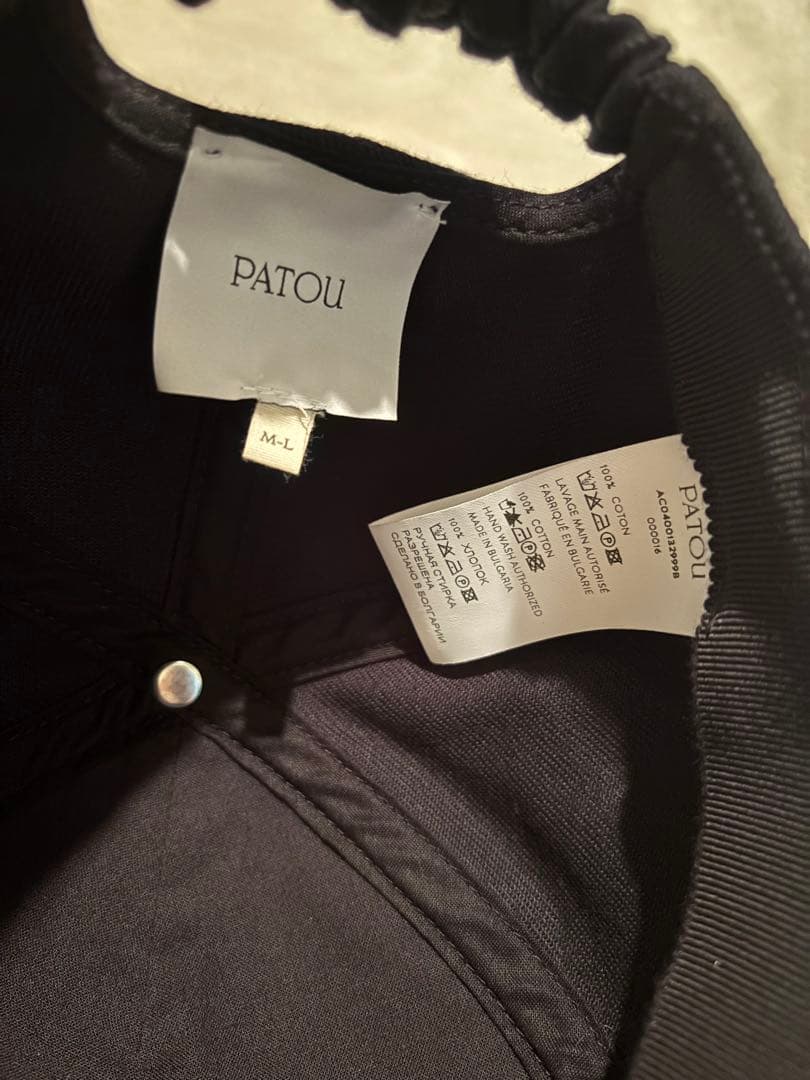 PATOU
M-L
PATOU
AC0400132999B
000016
100% COTON
LAVAGE MAIN AUTORISÉ
FABRIQUÉ EN BULGARIE
100% COTTON
HAND WASH AUTHORIZED
MADE IN BULGARIA
100% ХЛОПОК
РУЧНАЯ СТИРКА
РАЗРЕШЕНА
СДЕЛАНО В БОЛГАРИИ